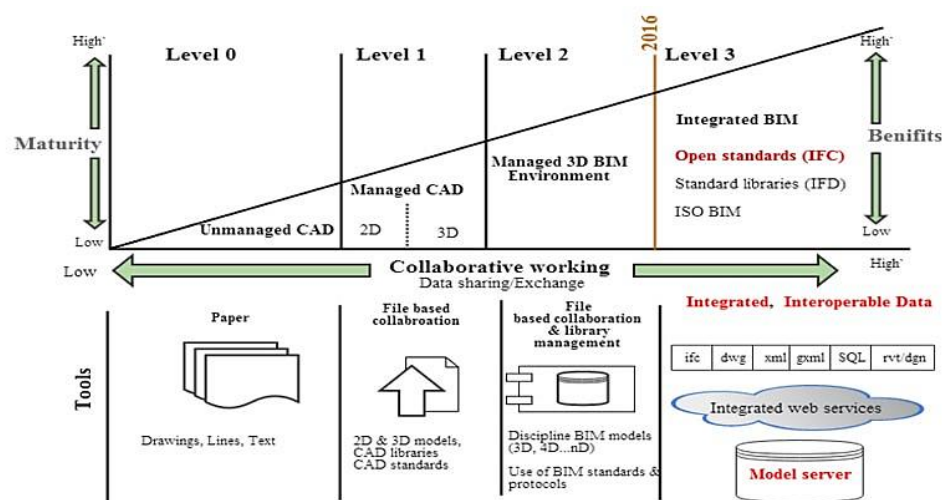 High
Level 0
Level 1
Level 2
2016
Level 3
High
Maturity
Benifits
Integrated BIM
Open standards (IFC)
Standard libraries (IFD)
ISO BIM
Managed 3D BIM
Environment
Managed CAD
Unmanaged CAD
2D
3D
Low
Low
Low
Collaborative working
Data sharing/Exchange
High
Tools
Paper
Drawings, Lines, Text
File based
collabroation
2D & 3D models,
CAD libraries
CAD standards
File
based collaboration
& library
management
Discipline BIM models
(3D, 4D...nD)
Use of BIM standards &
protocols
Integrated, Interoperable Data
ifc
dwg
xml
gxml
SQL
rvt/dgn
Integrated web services
Model server